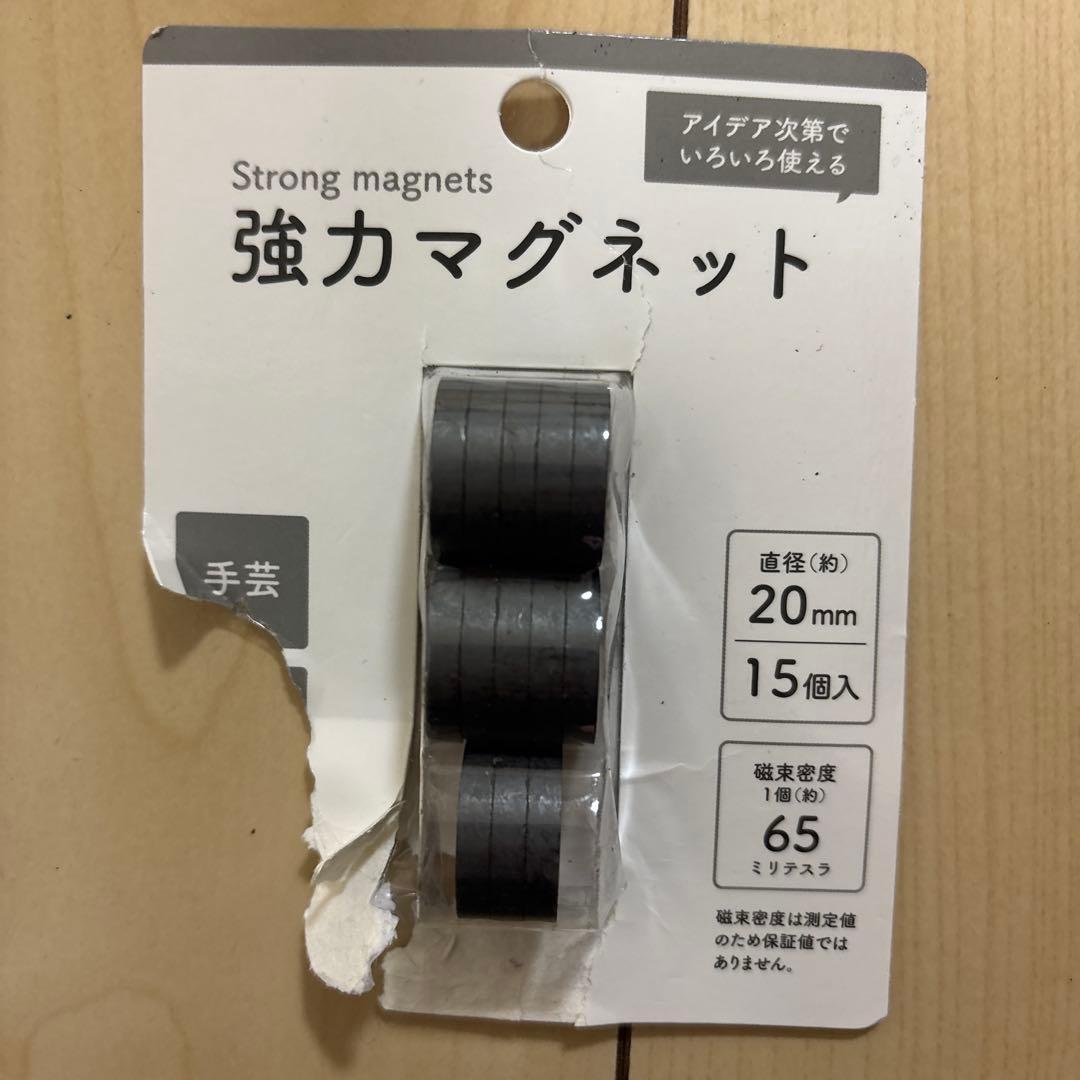 アイデア次第で
いろいろ使える
Strong magnets
強力マグネット
手芸
直径(約)
20mm
15個入
磁束密度
1個(約)
65
ミリテスラ
磁束密度は測定値
のため保証値では
ありません。